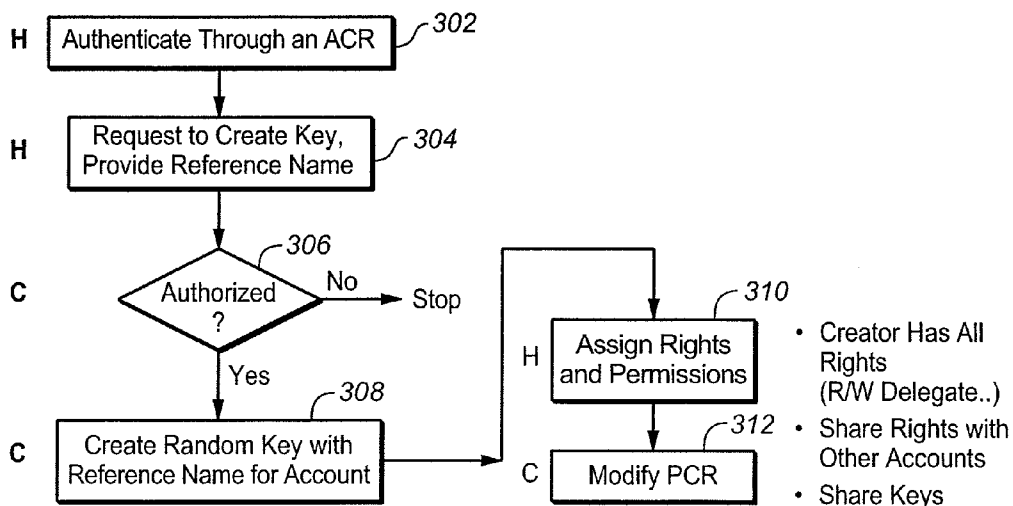 H
Authenticate Through an ACR
302
H
Request to Create Key,
Provide Reference Name
304
C
Authorized
?
306
No
Stop
Yes
C
Create Random Key with
Reference Name for Account
308
H
Assign Rights
and Permissions
310
C
Modify PCR
312
• Creator Has All
Rights
(R/W Delegate..)
• Share Rights with
Other Accounts
• Share Keys